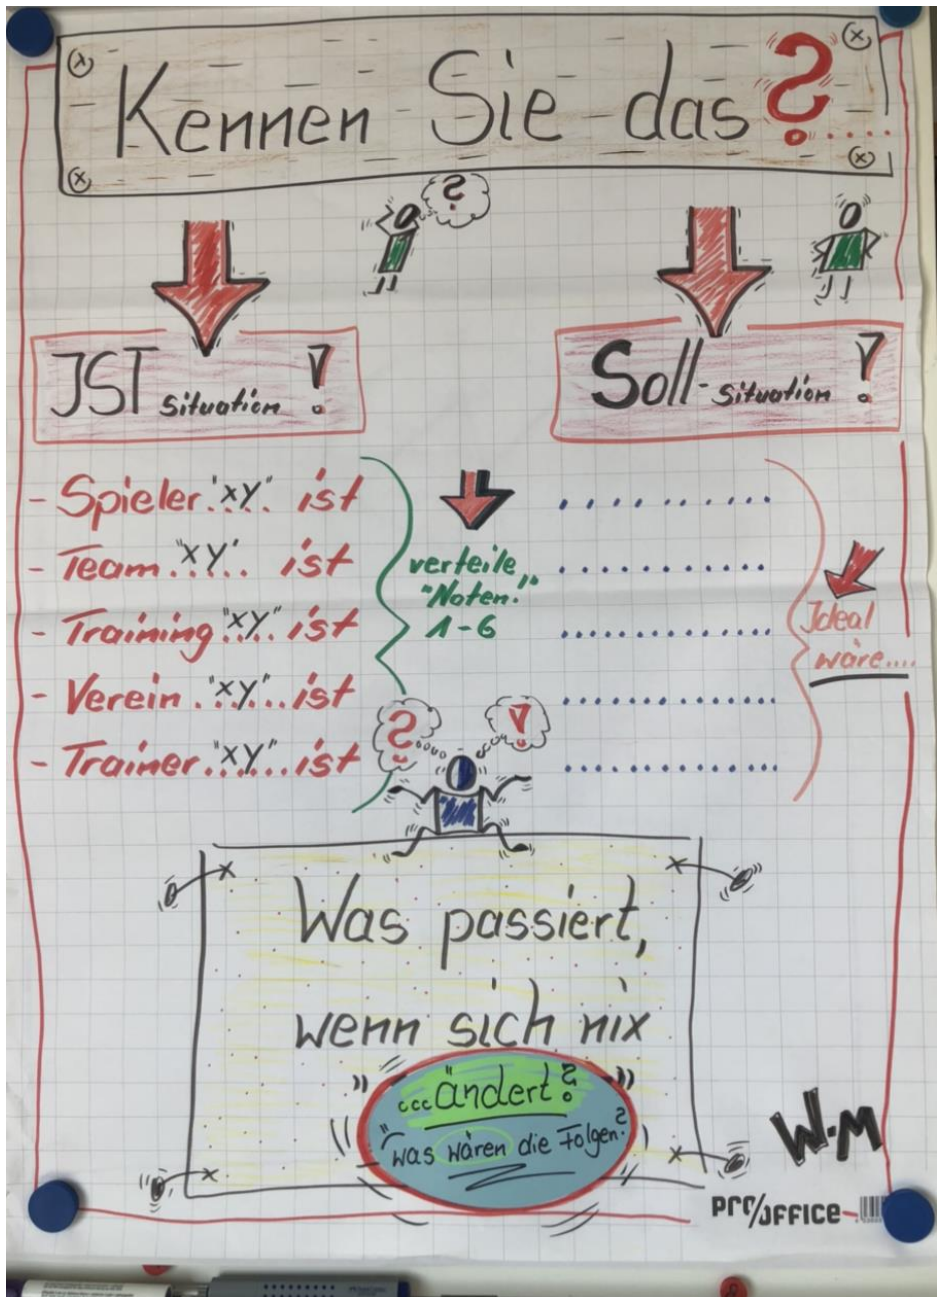 Kennen Sie das ?.....
?
IST Situation !
Soll-Situation !
- Spieler."XY". ist
- Team."XY".. ist
- Training."XY". ist
- Verein."XY"...ist
- Trainer."XY"...ist
verteile
"Noten!"
1-6
............
............
............
............
............
Ideal
wäre....
? !
Was passiert,
wenn sich nix
...ändert?
"was wären die Folgen?"
W-M
PRO/OFFICE